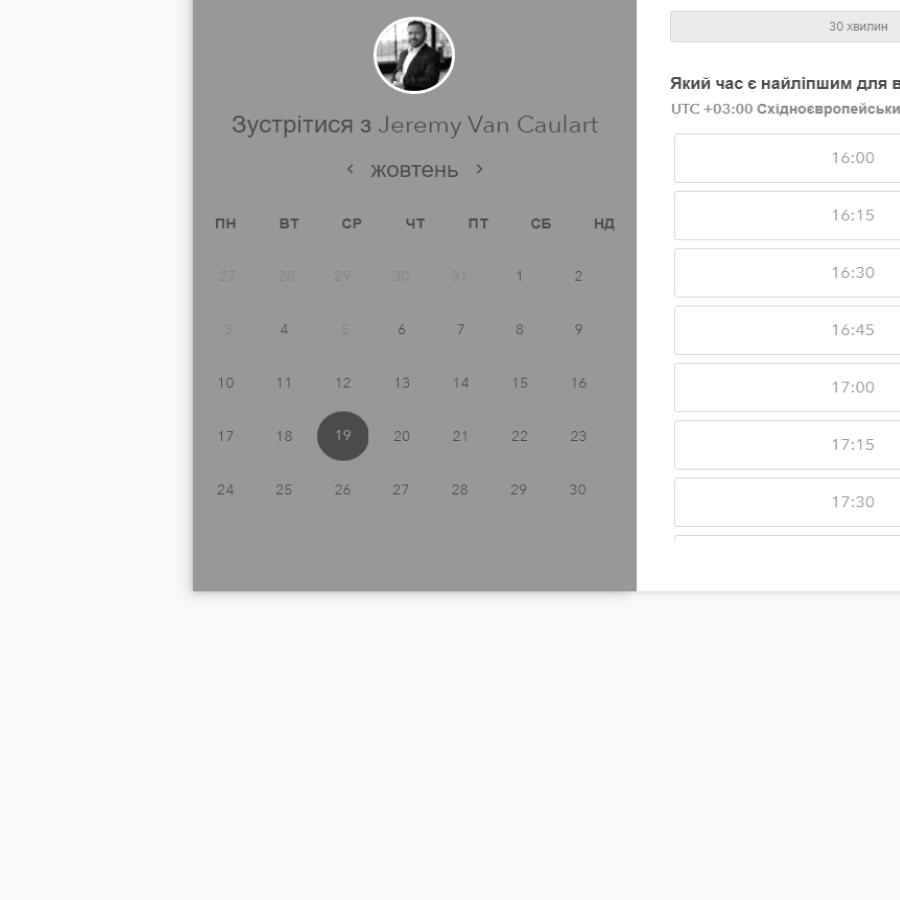 Зустрітися з Jeremy Van Caulart
‹ жовтень ›
ПН ВТ СР ЧТ ПТ СБ НД
27 28 29 30 31 1 2
3 4 5 6 7 8 9
10 11 12 13 14 15 16
17 18 19 20 21 22 23
24 25 26 27 28 29 30
30 хвилин
Який час є найліпшим для в
UTC +03:00 Східноєвропейськи
16:00
16:15
16:30
16:45
17:00
17:15
17:30